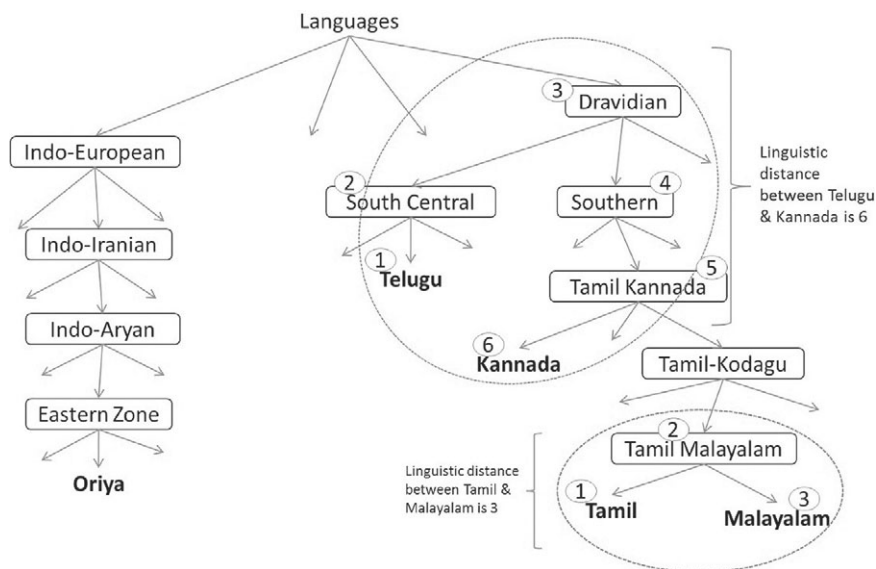 Languages
3
Dravidian
Indo-European
Linguistic
distance
between Telugu
& Kannada is 6
2
South Central
4
Southern
Indo-Iranian
1
Telugu
5
Tamil Kannada
Indo-Aryan
6
Kannada
Tamil-Kodagu
Eastern Zone
2
Tamil Malayalam
Oriya
Linguistic distance
between Tamil &
Malayalam is 3
1
Tamil
3
Malayalam